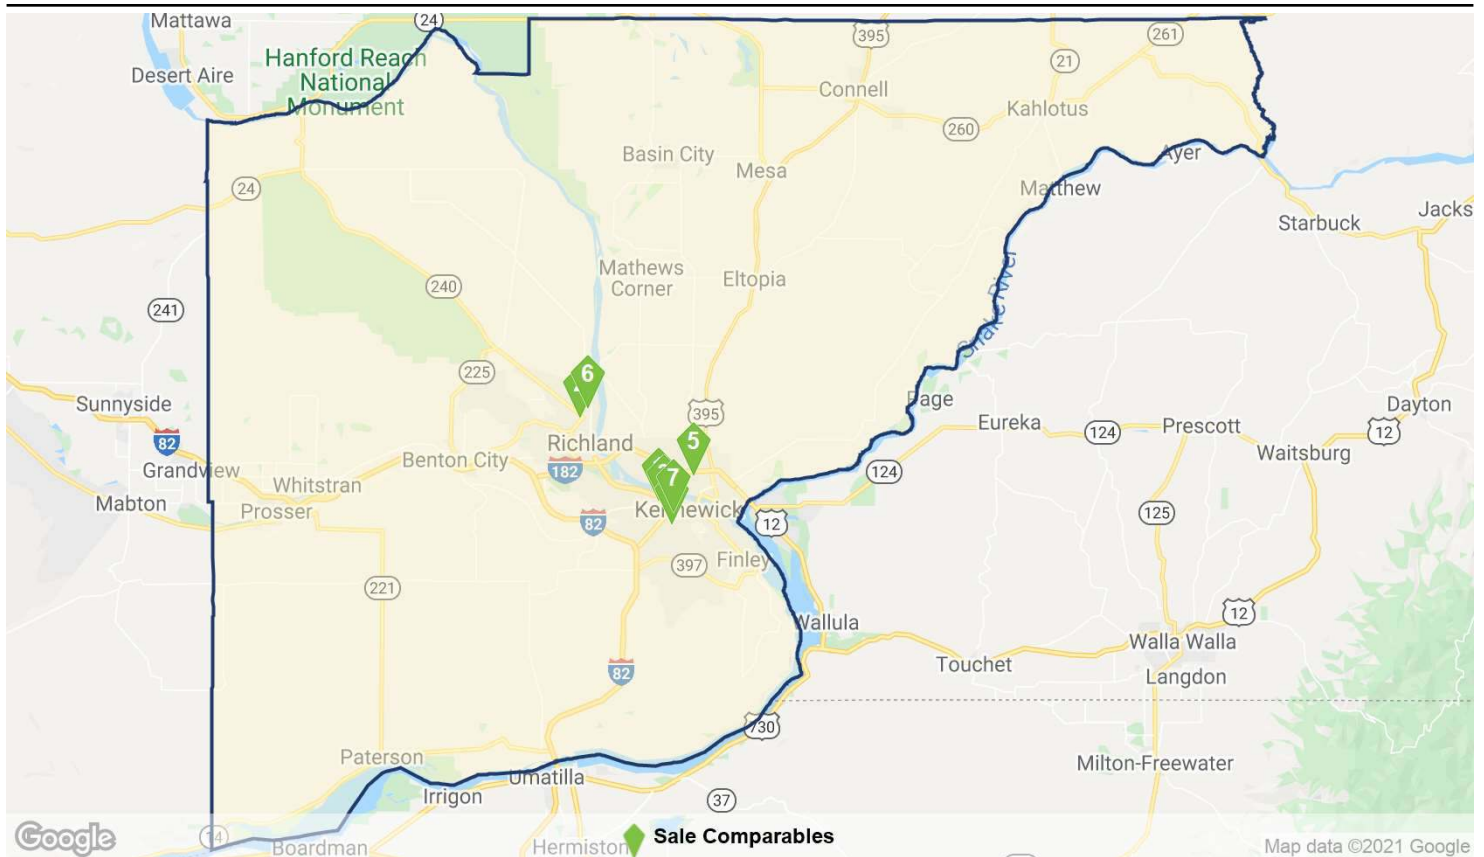 Mattawa
24
Desert Aire
Hanford Reach
National
Monument
395
261
21
Connell
Kahlotus
260
Basin City
Mesa
Ayer
24
Matthew
Starbuck
Jacks
Mathews
Corner
Eltopia
240
241
Snake River
225
6
Sunnyside
82
Grandview
Mabton
Whitstran
Prosser
Benton City
Richland
182
395
5
7
Kennewick
82
12
397
Finley
Page
Eureka
124
Prescott
Dayton
12
Waitsburg
124
125
221
Wallula
12
Walla Walla
Touchet
Langdon
82
730
Paterson
Umatilla
Irrigon
Milton-Freewater
37
14
Boardman
Hermiston
Google
Sale Comparables
Map data ©2021 Google